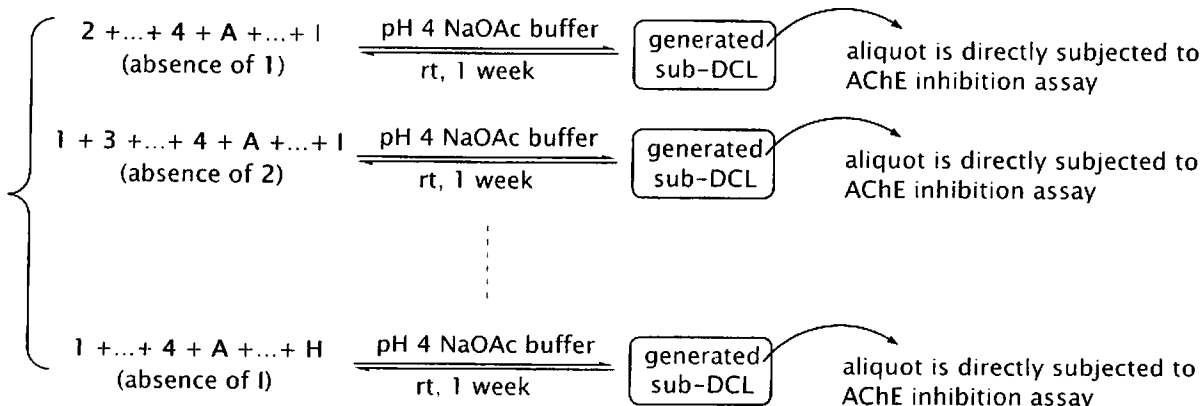 2 +...+ 4 + A +...+ I
(absence of 1)
pH 4 NaOAc buffer
rt, 1 week
generated
sub-DCL
aliquot is directly subjected to
AChE inhibition assay
1 + 3 +...+ 4 + A +...+ I
(absence of 2)
pH 4 NaOAc buffer
rt, 1 week
generated
sub-DCL
aliquot is directly subjected to
AChE inhibition assay
1 +...+ 4 + A +...+ H
(absence of I)
pH 4 NaOAc buffer
rt, 1 week
generated
sub-DCL
aliquot is directly subjected to
AChE inhibition assay